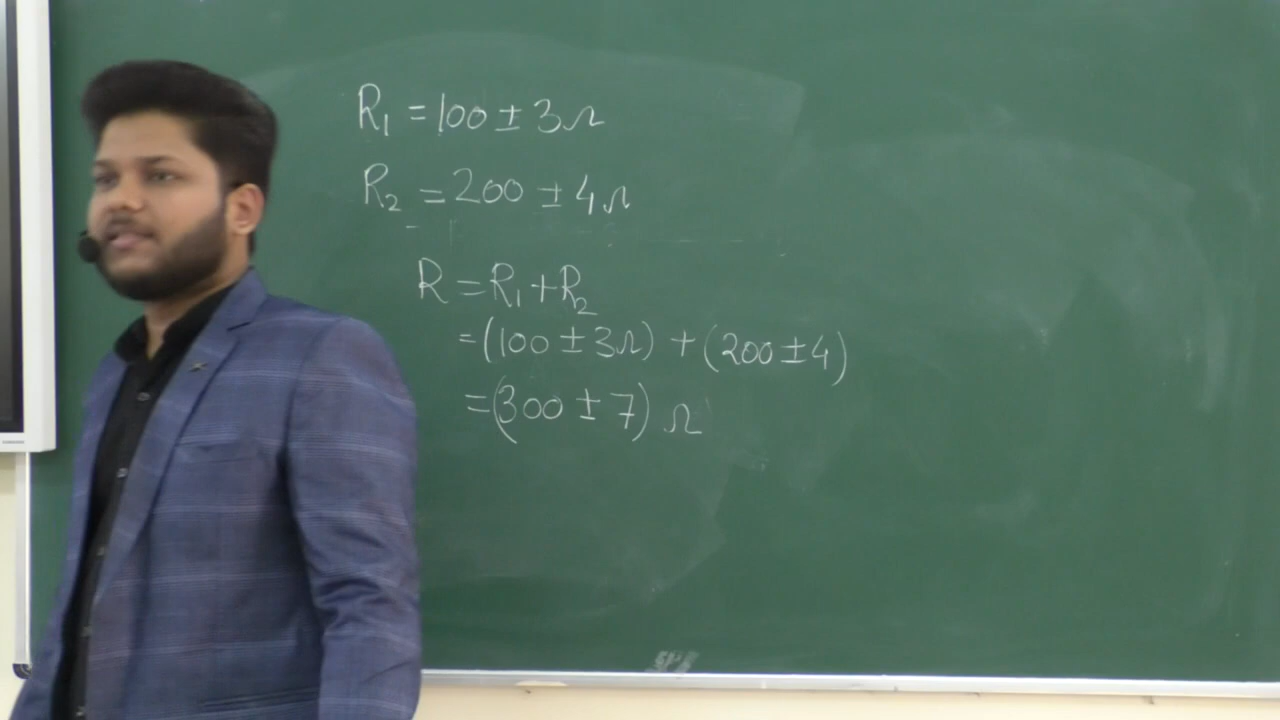 R₁ = 100 ± 3Ω
R₂ = 200 ± 4Ω
R = R₁ + R₂
= (100 ± 3Ω) + (200 ± 4)
= (300 ± 7) Ω